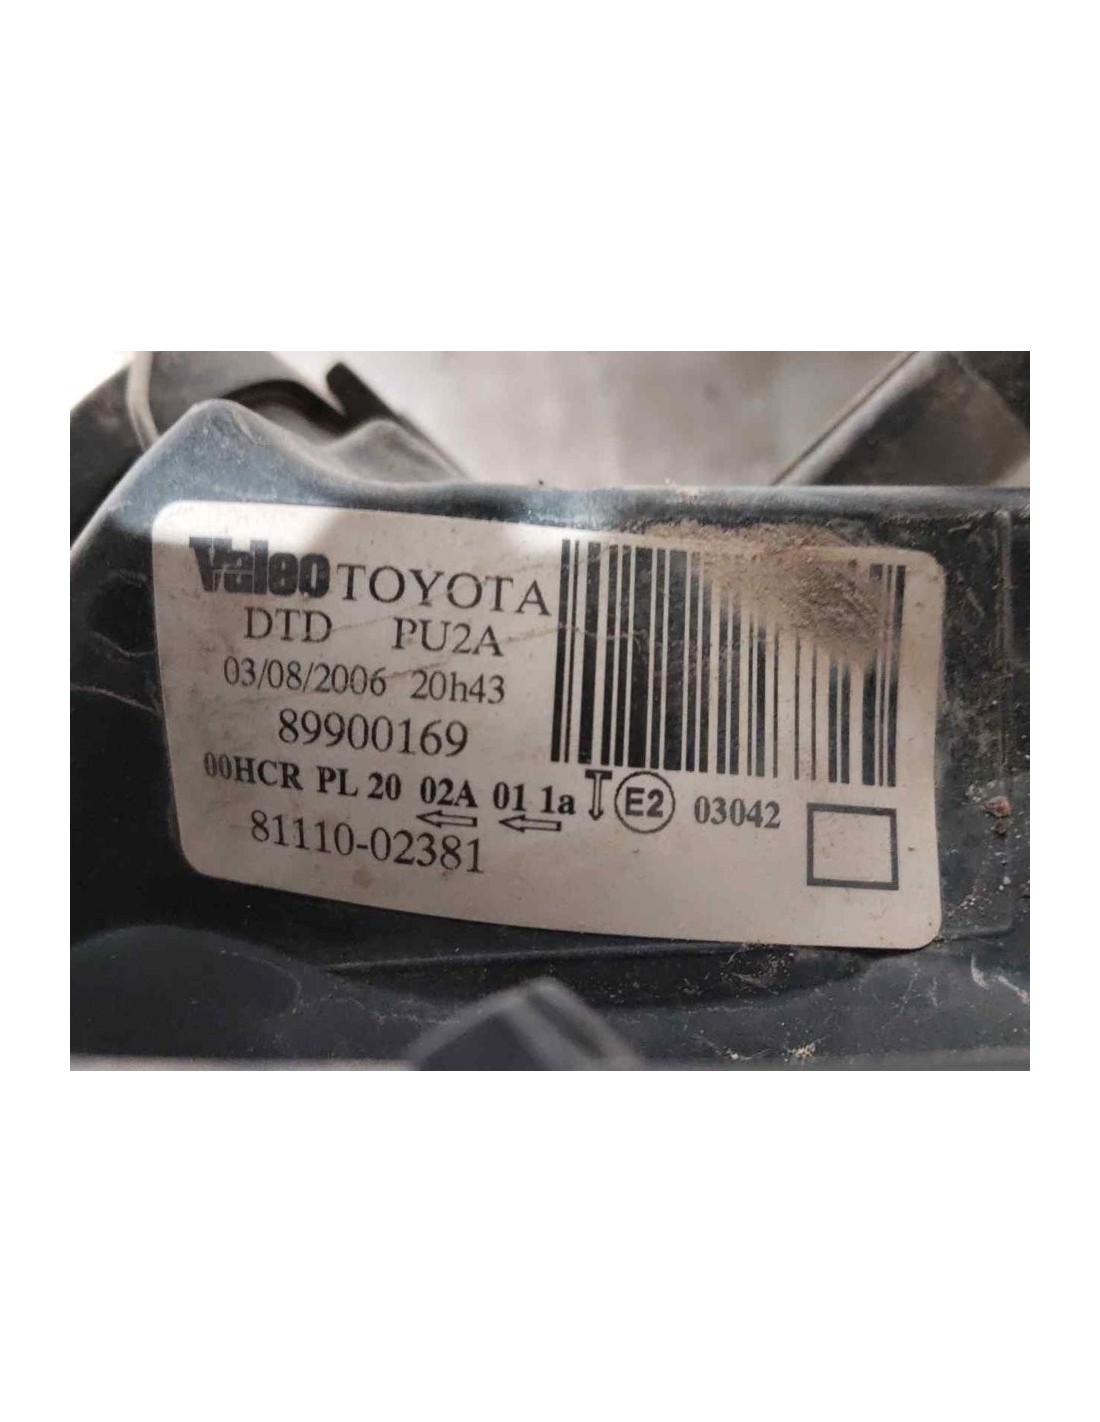 Valeo TOYOTA
DTD PU2A
03/08/2006 20h43
89900169
00HCR PL 20 02A 01 1a E2 03042
81110-02381